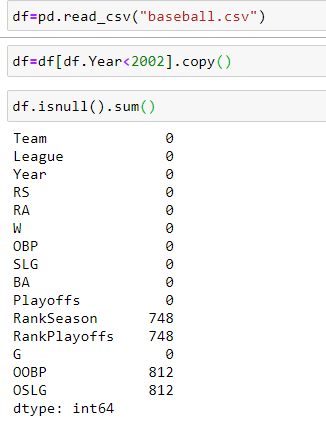 df=pd.read_csv("baseball.csv")
df=df[df.Year<2002].copy()
df.isnull().sum()
Team 0
League 0
Year 0
RS 0
RA 0
W 0
OBP 0
SLG 0
BA 0
Playoffs 0
RankSeason 748
RankPlayoffs 748
G 0
OOBP 812
OSLG 812
dtype: int64